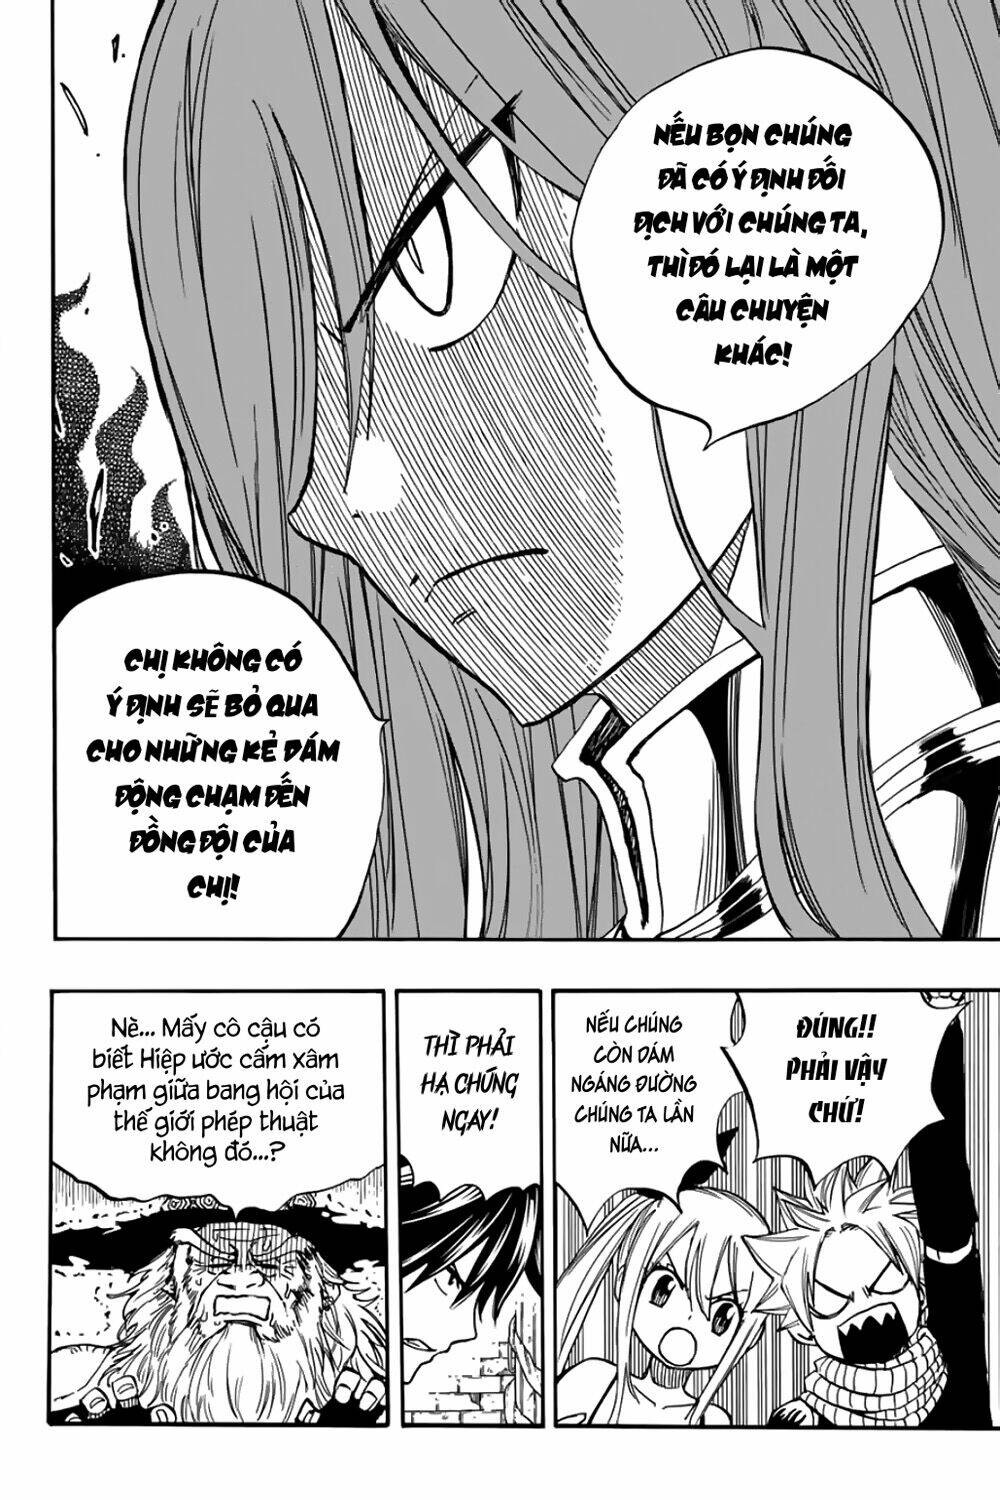 NẾU BỌN CHÚNG
ĐÃ CÓ Ý ĐỊNH ĐỐI
ĐỊCH VỚI CHÚNG TA,
THÌ ĐÓ LẠI LÀ MỘT
CÂU CHUYỆN
KHÁC!
CHỊ KHÔNG CÓ
Ý ĐỊNH SẼ BỎ QUA
CHO NHỮNG KẺ DÁM
ĐỘNG CHẠM ĐẾN
ĐỒNG ĐỘI CỦA
CHỊ!
ĐÚNG!!
PHẢI VẬY
CHỨ!
NẾU CHÚNG
CÒN DÁM
NGÁNG ĐƯỜNG
CHÚNG TA LẦN
NỮA...
THÌ PHẢI
HẠ CHÚNG
NGAY!
Nè... Mấy cô cậu có
biết Hiệp ước cấm xâm
phạm giữa bang hội của
thế giới phép thuật
không đó...?